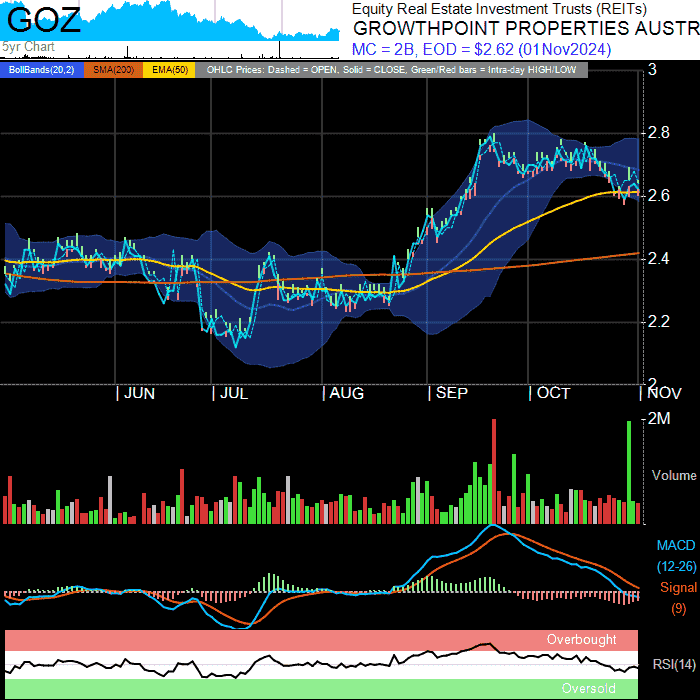 GOZ
5yr Chart
Equity Real Estate Investment Trusts (REITs)
GROWTHPOINT PROPERTIES AUSTR
MC = 2B, EOD = $2.62 (01Nov2024)
BollBands(20,2) SMA(200) EMA(50) OHLC Prices: Dashed = OPEN, Solid = CLOSE, Green/Red bars = Intra-day HIGH/LOW
3
2.8
2.6
2.4
2.2
2
| JUN | JUL | AUG | SEP | OCT | NOV
2M
Volume
MACD
(12-26)
Signal
(9)
Overbought
RSI(14)
Oversold